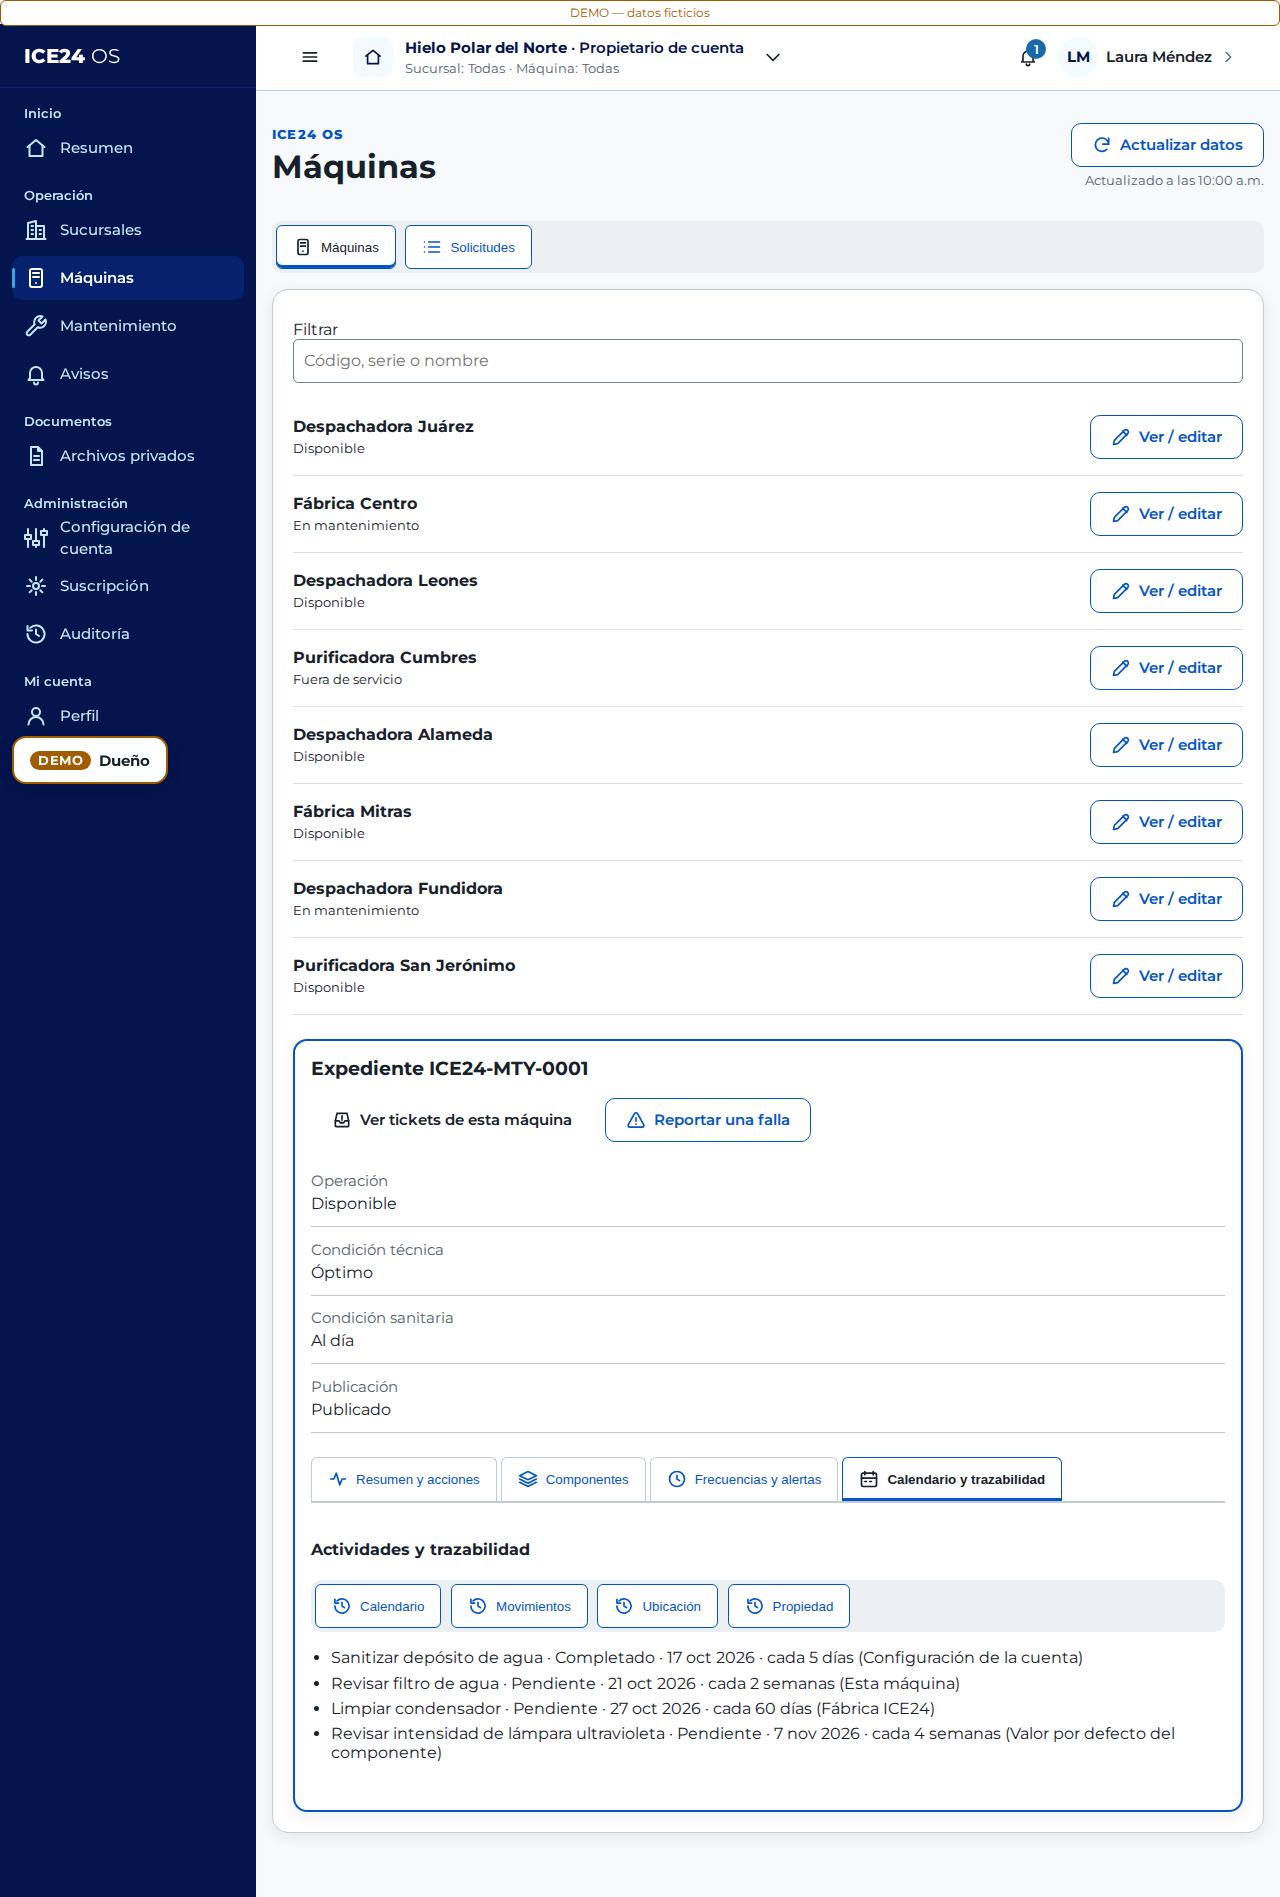 DEMO — datos ficticios
ICE24 OS
Hielo Polar del Norte · Propietario de cuenta
Sucursal: Todas · Máquina: Todas
1
LM
Laura Méndez
Inicio
Resumen
Operación
Sucursales
Máquinas
Mantenimiento
Avisos
Documentos
Archivos privados
Administración
Configuración de
cuenta
Suscripción
Auditoría
Mi cuenta
Perfil
DEMO Dueño
ICE24 OS
Máquinas
Actualizar datos
Actualizado a las 10:00 a.m.
Máquinas
Solicitudes
Filtrar
Código, serie o nombre
Despachadora Juárez
Disponible
Ver / editar
Fábrica Centro
En mantenimiento
Ver / editar
Despachadora Leones
Disponible
Ver / editar
Purificadora Cumbres
Fuera de servicio
Ver / editar
Despachadora Alameda
Disponible
Ver / editar
Fábrica Mitras
Disponible
Ver / editar
Despachadora Fundidora
En mantenimiento
Ver / editar
Purificadora San Jerónimo
Disponible
Ver / editar
Expediente ICE24-MTY-0001
Ver tickets de esta máquina
Reportar una falla
Operación
Disponible
Condición técnica
Óptimo
Condición sanitaria
Al día
Publicación
Publicado
Resumen y acciones
Componentes
Frecuencias y alertas
Calendario y trazabilidad
Actividades y trazabilidad
Calendario
Movimientos
Ubicación
Propiedad
• Sanitizar depósito de agua · Completado · 17 oct 2026 · cada 5 días (Configuración de la cuenta)
• Revisar filtro de agua · Pendiente · 21 oct 2026 · cada 2 semanas (Esta máquina)
• Limpiar condensador · Pendiente · 27 oct 2026 · cada 60 días (Fábrica ICE24)
• Revisar intensidad de lámpara ultravioleta · Pendiente · 7 nov 2026 · cada 4 semanas (Valor por defecto del
componente)